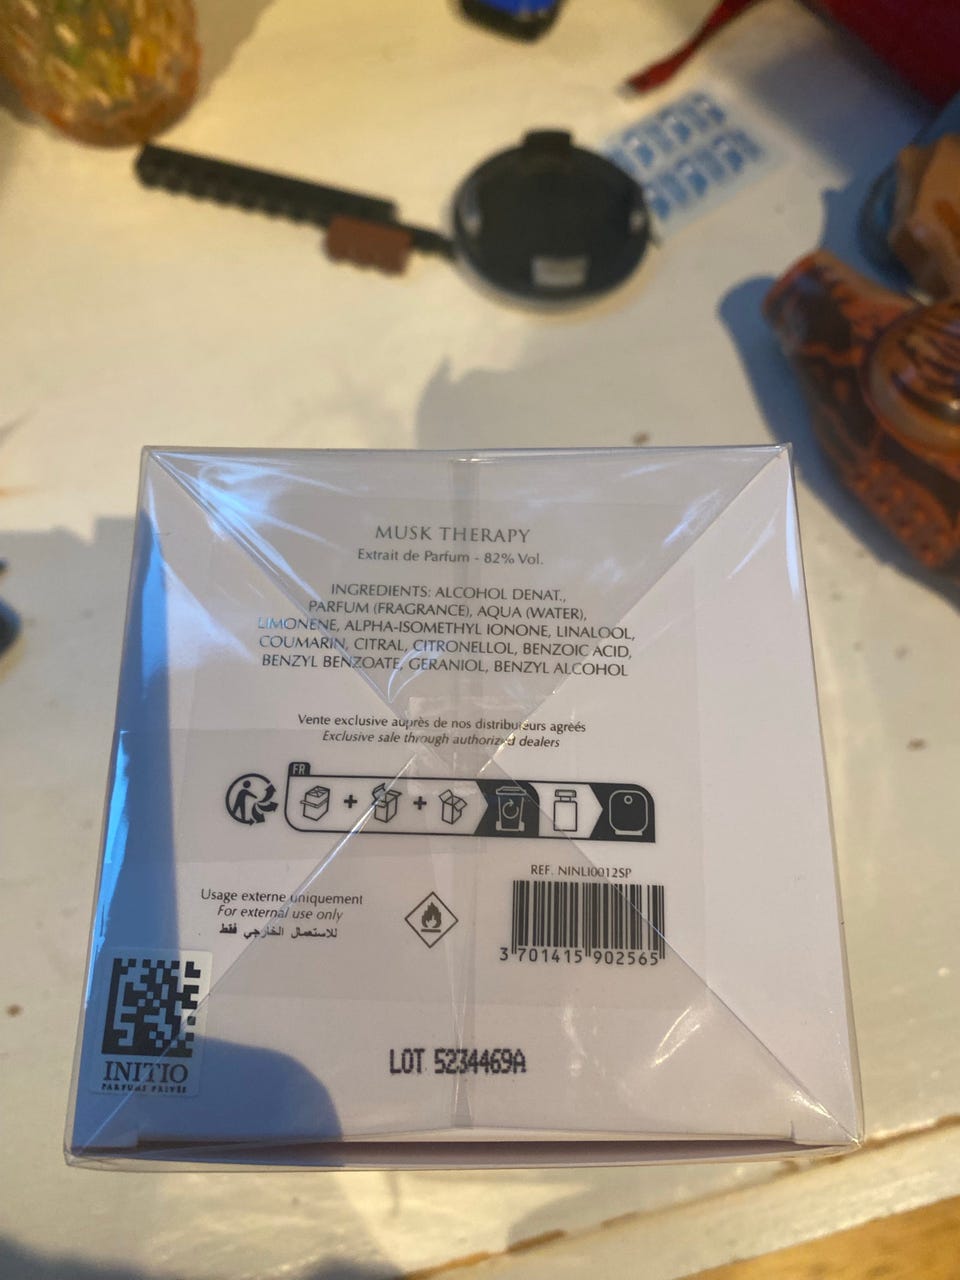 MUSK THERAPY
Extrait de Parfum - 82% Vol.
INGREDIENTS: ALCOHOL DENAT.,
PARFUM (FRAGRANCE), AQUA (WATER),
LIMONENE, ALPHA-ISOMETHYL IONONE, LINALOOL,
COUMARIN, CITRAL, CITRONELLOL, BENZOIC ACID,
BENZYL BENZOATE, GERANIOL, BENZYL ALCOHOL
Vente exclusive auprès de nos distributeurs agréés
Exclusive sale through authorized dealers
FR
REF. NINLI0012SP
Usage externe uniquement
For external use only
للاستعمال الخارجي فقط
3 701415 902565
INITIO
PARFUMS PRIVÉS
LOT 5234469A